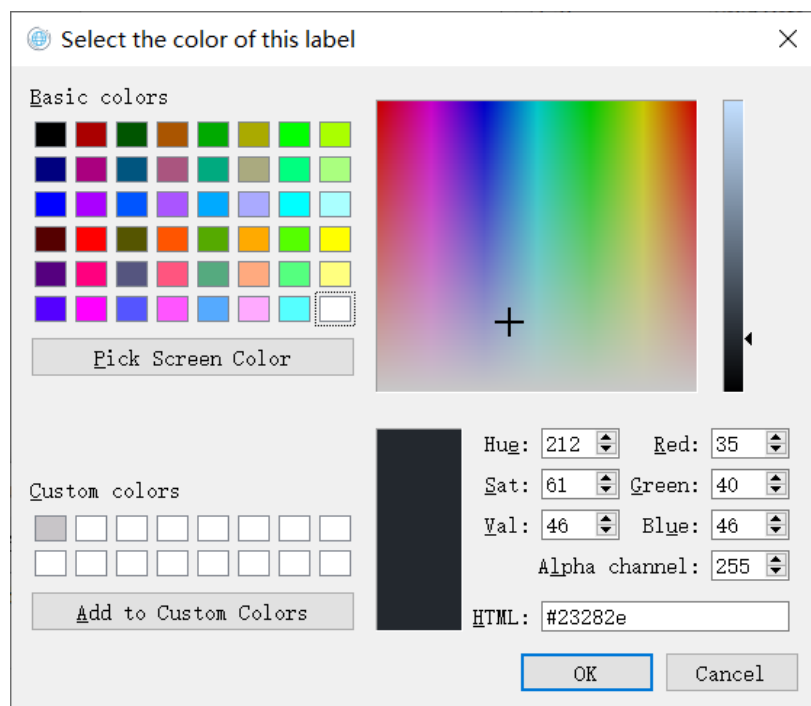 Select the color of this label
Basic colors
Pick Screen Color
Custom colors
Add to Custom Colors
Hue: 212 Red: 35
Sat: 61 Green: 40
Val: 46 Blue: 46
Alpha channel: 255
HTML: #23282e
OK Cancel